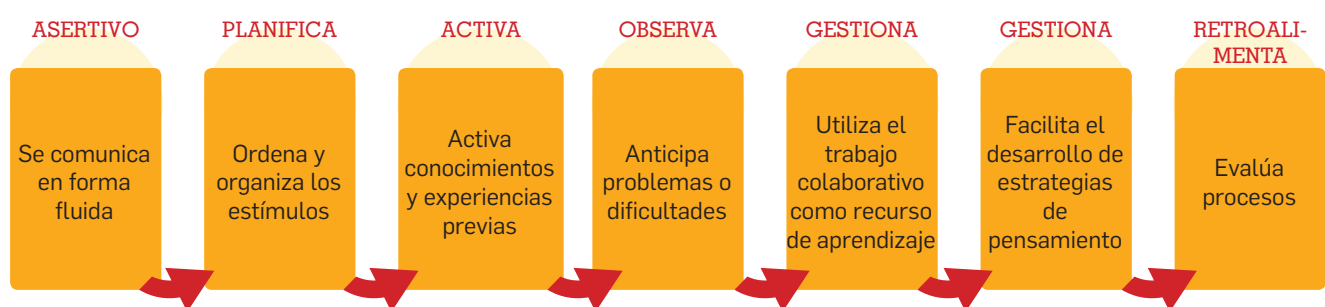 ASERTIVO
Se comunica
en forma
fluida
PLANIFICA
Ordena y
organiza los
estímulos
ACTIVA
Activa
conocimientos
y experiencias
previas
OBSERVA
Anticipa
problemas o
dificultades
GESTIONA
Utiliza el
trabajo
colaborativo
como recurso
de aprendizaje
GESTIONA
Facilita el
desarrollo de
estrategias
de
pensamiento
RETROALI-
MENTA
Evalúa
procesos